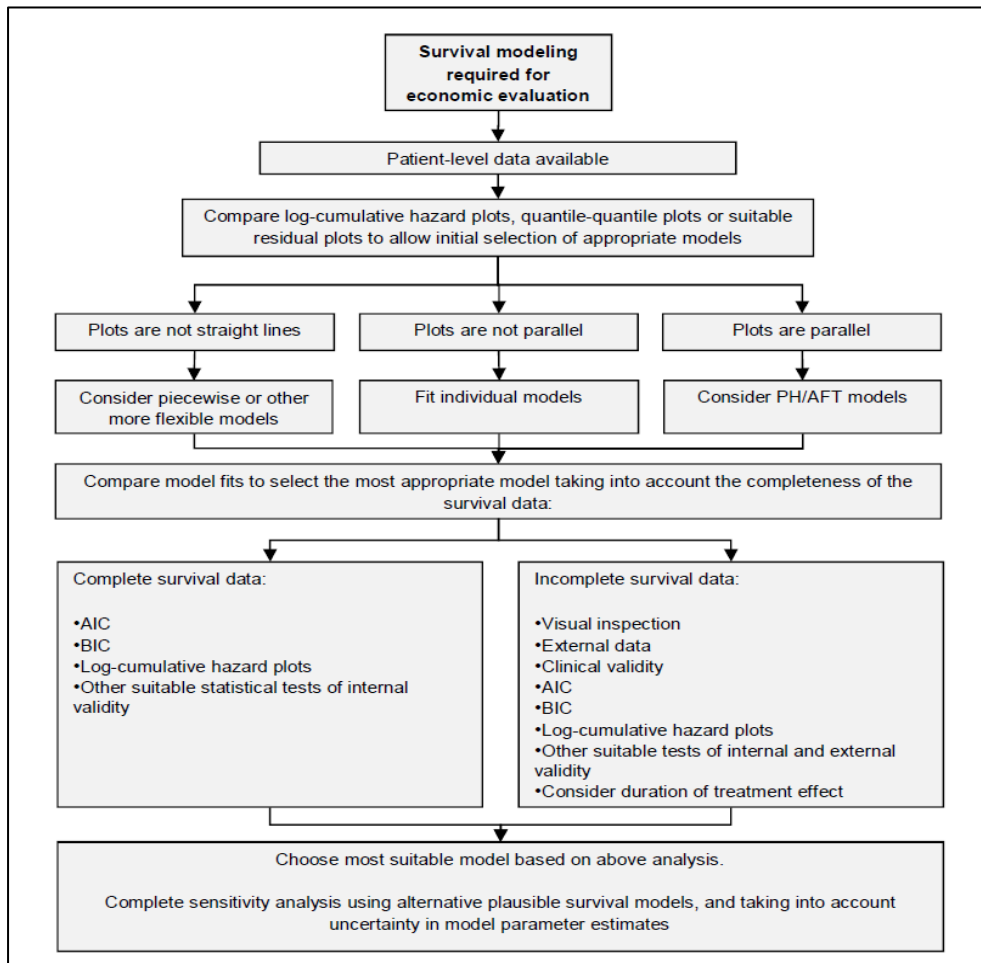 Survival modeling
required for
economic evaluation
Patient-level data available
Compare log-cumulative hazard plots, quantile-quantile plots or suitable
residual plots to allow initial selection of appropriate models
Plots are not straight lines
Plots are not parallel
Plots are parallel
Consider piecewise or other
more flexible models
Fit individual models
Consider PH/AFT models
Compare model fits to select the most appropriate model taking into account the completeness of the
survival data:
Complete survival data:
•AIC
•BIC
•Log-cumulative hazard plots
•Other suitable statistical tests of internal
validity
Incomplete survival data:
•Visual inspection
•External data
•Clinical validity
•AIC
•BIC
•Log-cumulative hazard plots
•Other suitable tests of internal and external
validity
•Consider duration of treatment effect
Choose most suitable model based on above analysis.
Complete sensitivity analysis using alternative plausible survival models, and taking into account
uncertainty in model parameter estimates